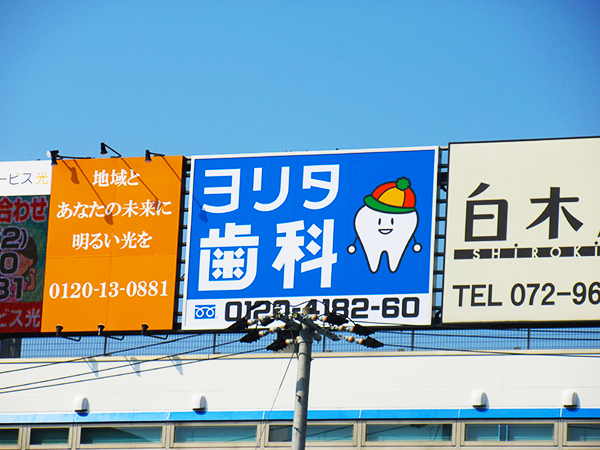 ービス光
合わせ
サービス光
地域と
あなたの未来に
明るい光を
0120-13-0881
ヨリタ
歯科
0120-4182-60
白木
SHIROKI
TEL 072-96